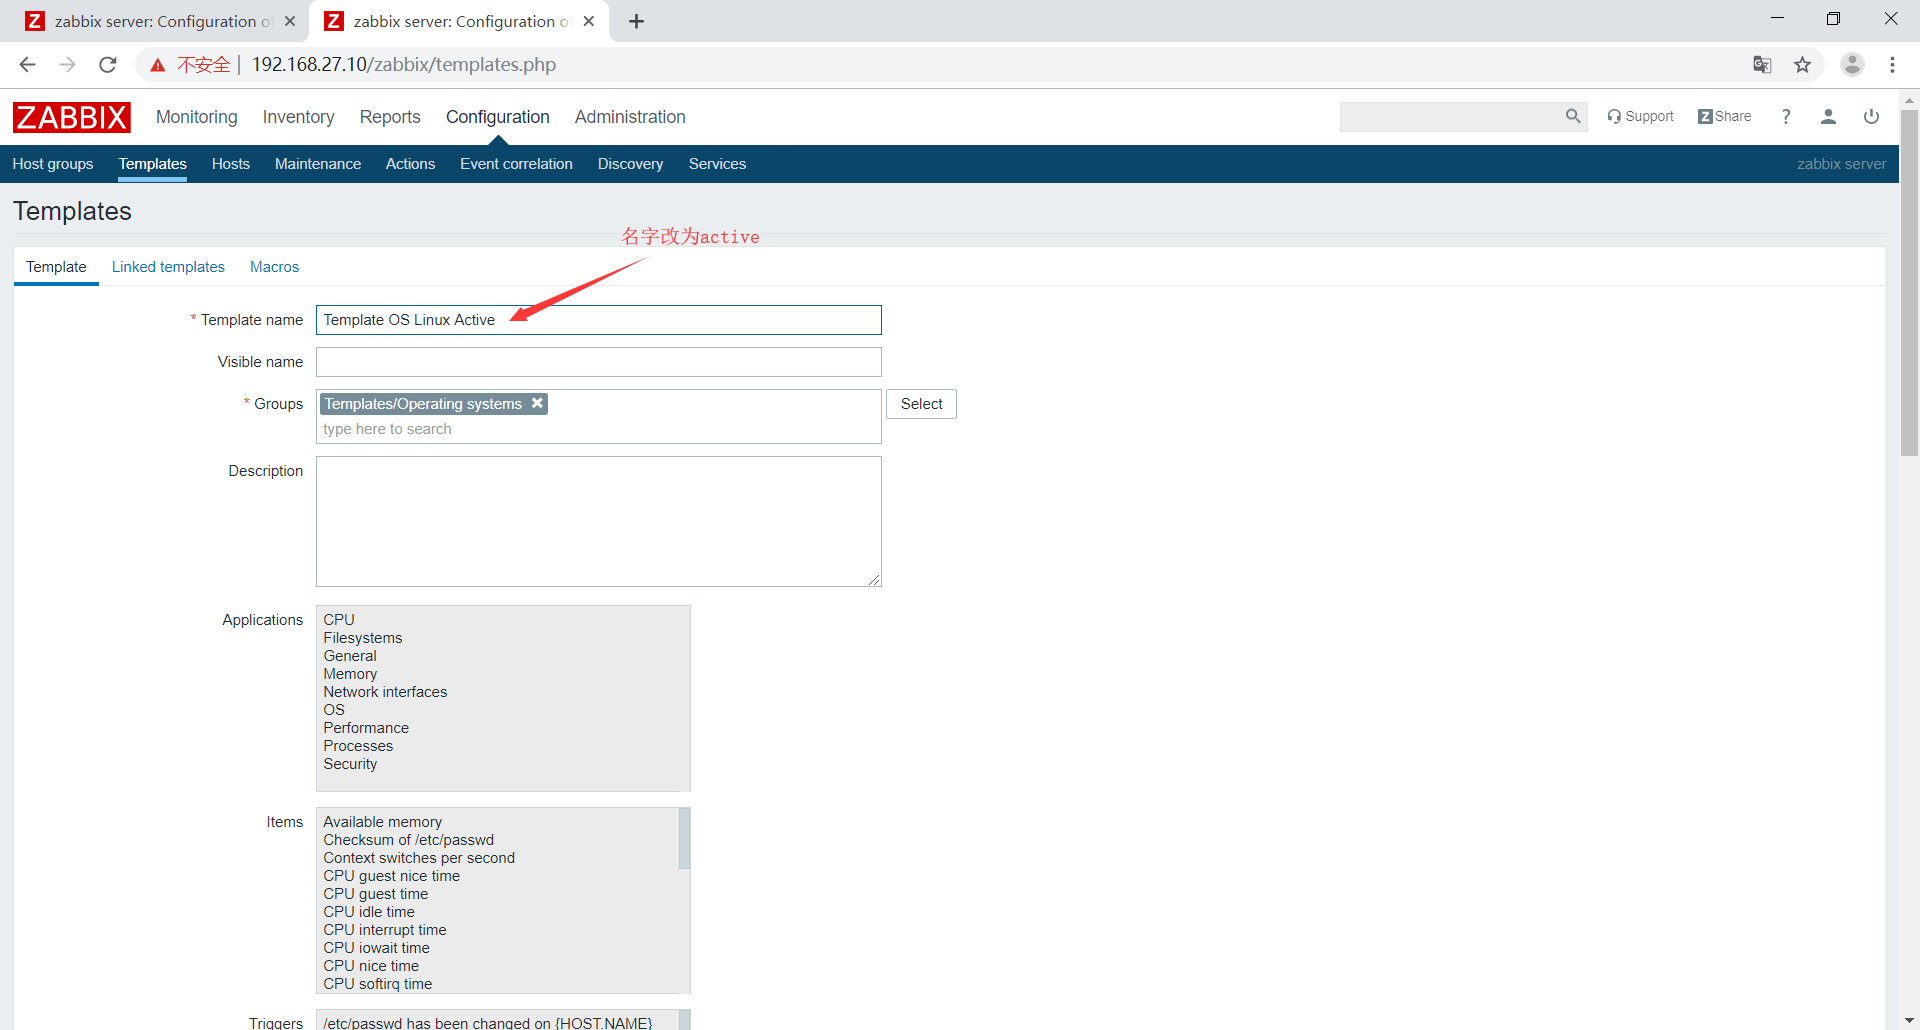 zabbix server: Configuration o
zabbix server: Configuration o
不安全 | 192.168.27.10/zabbix/templates.php
ZABBIX Monitoring Inventory Reports Configuration Administration Support Z Share ?
Host groups Templates Hosts Maintenance Actions Event correlation Discovery Services zabbix server
Templates
名字改为active
Template Linked templates Macros
* Template name Template OS Linux Active
Visible name
* Groups Templates/Operating systems Select
type here to search
Description
Applications CPU
Filesystems
General
Memory
Network interfaces
OS
Performance
Processes
Security
Items Available memory
Checksum of /etc/passwd
Context switches per second
CPU guest nice time
CPU guest time
CPU idle time
CPU interrupt time
CPU iowait time
CPU nice time
CPU softirq time
Triggers /etc/passwd has been changed on {HOST.NAME}